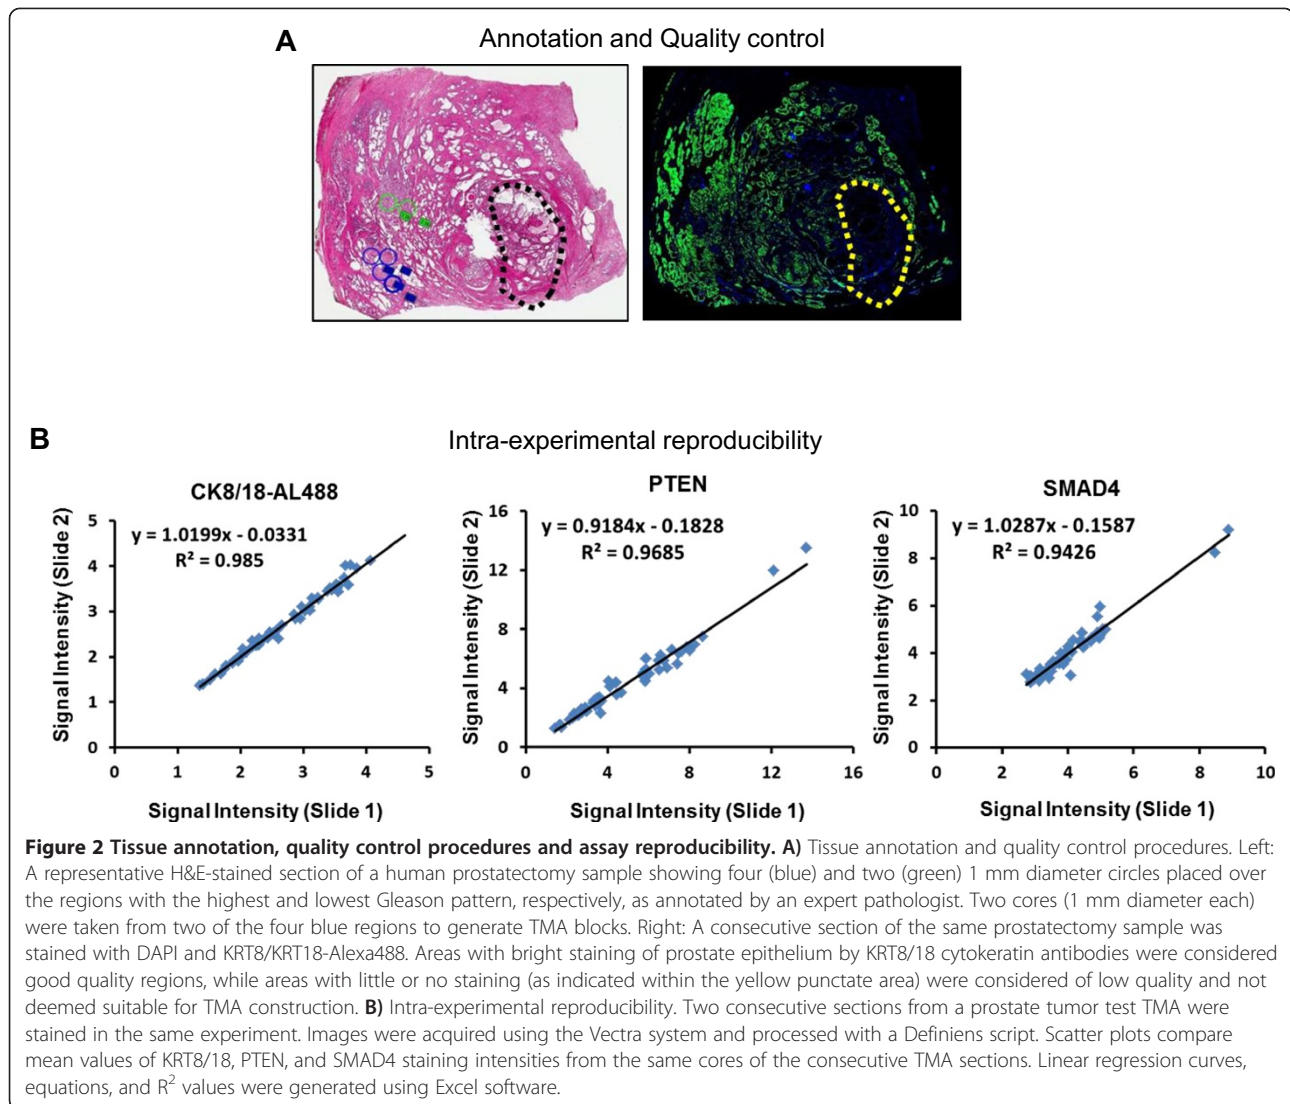 A
Annotation and Quality control
B
Intra-experimental reproducibility
CK8/18-AL488
y = 1.0199x - 0.0331
R² = 0.985
Signal Intensity (Slide 2)
5
4
3
2
1
0
0 1 2 3 4 5
Signal Intensity (Slide 1)
PTEN
y = 0.9184x - 0.1828
R² = 0.9685
Signal Intensity (Slide 2)
16
12
8
4
0
0 4 8 12 16
Signal Intensity (Slide 1)
SMAD4
y = 1.0287x - 0.1587
R² = 0.9426
Signal Intensity (Slide 2)
10
8
6
4
2
0
0 2 4 6 8 10
Signal Intensity (Slide 1)
Figure 2 Tissue annotation, quality control procedures and assay reproducibility. A) Tissue annotation and quality control procedures. Left:
A representative H&E-stained section of a human prostatectomy sample showing four (blue) and two (green) 1 mm diameter circles placed over
the regions with the highest and lowest Gleason pattern, respectively, as annotated by an expert pathologist. Two cores (1 mm diameter each)
were taken from two of the four blue regions to generate TMA blocks. Right: A consecutive section of the same prostatectomy sample was
stained with DAPI and KRT8/KRT18-Alexa488. Areas with bright staining of prostate epithelium by KRT8/18 cytokeratin antibodies were considered
good quality regions, while areas with little or no staining (as indicated within the yellow punctate area) were considered of low quality and not
deemed suitable for TMA construction. B) Intra-experimental reproducibility. Two consecutive sections from a prostate tumor test TMA were
stained in the same experiment. Images were acquired using the Vectra system and processed with a Definiens script. Scatter plots compare
mean values of KRT8/18, PTEN, and SMAD4 staining intensities from the same cores of the consecutive TMA sections. Linear regression curves,
equations, and R² values were generated using Excel software.